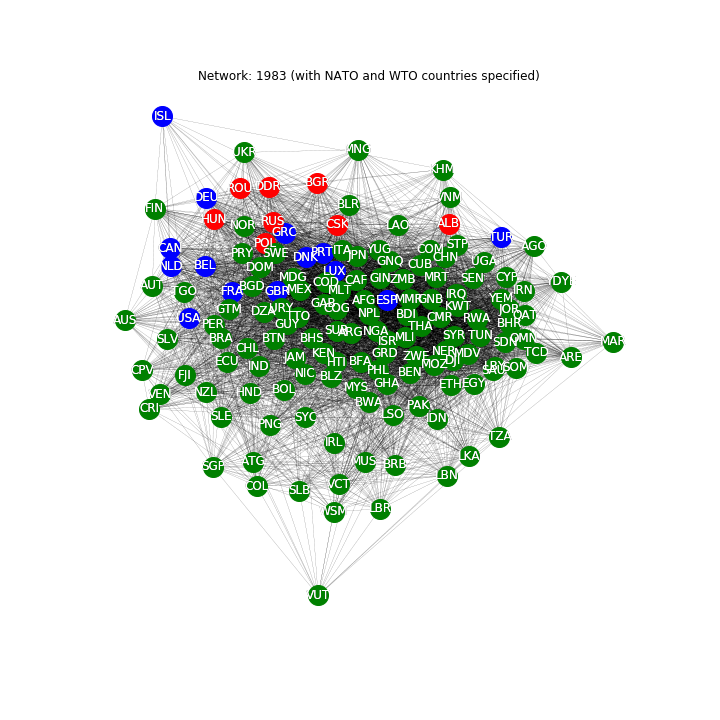 Network: 1983 (with NATO and WTO countries specified)
ISL
UKR
MNG
KHM
ROU
DDR
BGR
DEU
VNM
BLR
FIN
HUN
RUS
NOR
GRC
CSK
LAO
ALB
TUR
POL
STP
AGO
CAN
PRY
SWE
DNK
PRT
ITA
JPN
YUG
COM
CHN
GNQ
CUB
UGA
NLD
BEL
DOM
LUX
MDG
COD
CAF
GIN
ZMB
MRT
SEN
CYP
AUT
TGO
FRA
BGD
GBR
MEX
MLT
IRQ
IRN
AFG
ESP
MMR
GNB
YEM
GTM
DZA
URY
GAB
COG
NPL
BDI
KWT
JOR
QAT
AUS
USA
PER
GUY
TTO
CMR
RWA
BHR
THA
SLV
BRA
BTN
BHS
SUR
ARG
NGA
ISR
MLI
SYR
TUN
SDN
OMN
MAR
CHL
KEN
GRD
ZWE
NER
MDV
TCD
ARE
ECU
IND
JAM
HTI
BFA
PHL
MOZ
DJI
LBY
SAU
SOM
CPV
FJI
NIC
BLZ
BEN
VEN
NZL
HND
BOL
MYS
GHA
ETH
EGY
CRI
BWA
PAK
SLE
PNG
SYC
LSO
IDN
IRL
TZA
SGP
ATG
MUS
BRB
LKA
LBN
COL
SLB
VCT
WSM
LBR
VUT